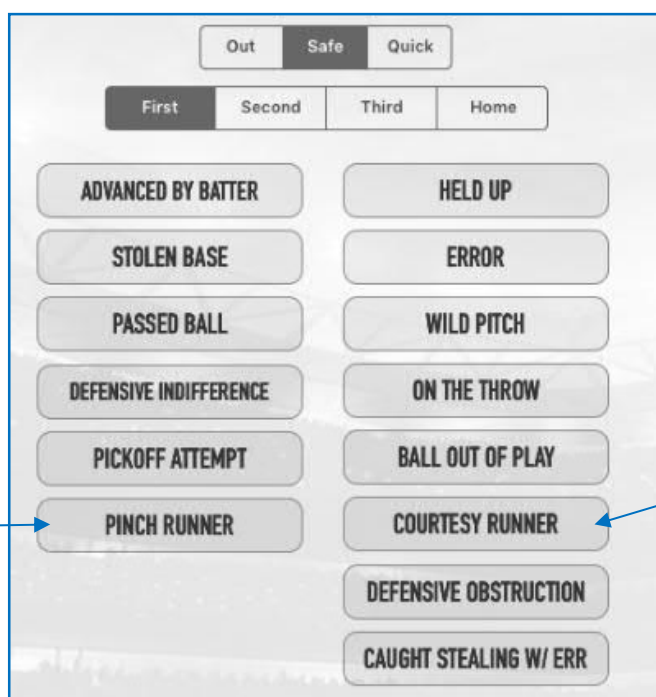 Out Safe Quick
First Second Third Home
ADVANCED BY BATTER HELD UP
STOLEN BASE ERROR
PASSED BALL WILD PITCH
DEFENSIVE INDIFFERENCE ON THE THROW
PICKOFF ATTEMPT BALL OUT OF PLAY
PINCH RUNNER COURTESY RUNNER
DEFENSIVE OBSTRUCTION
CAUGHT STEALING W/ ERR